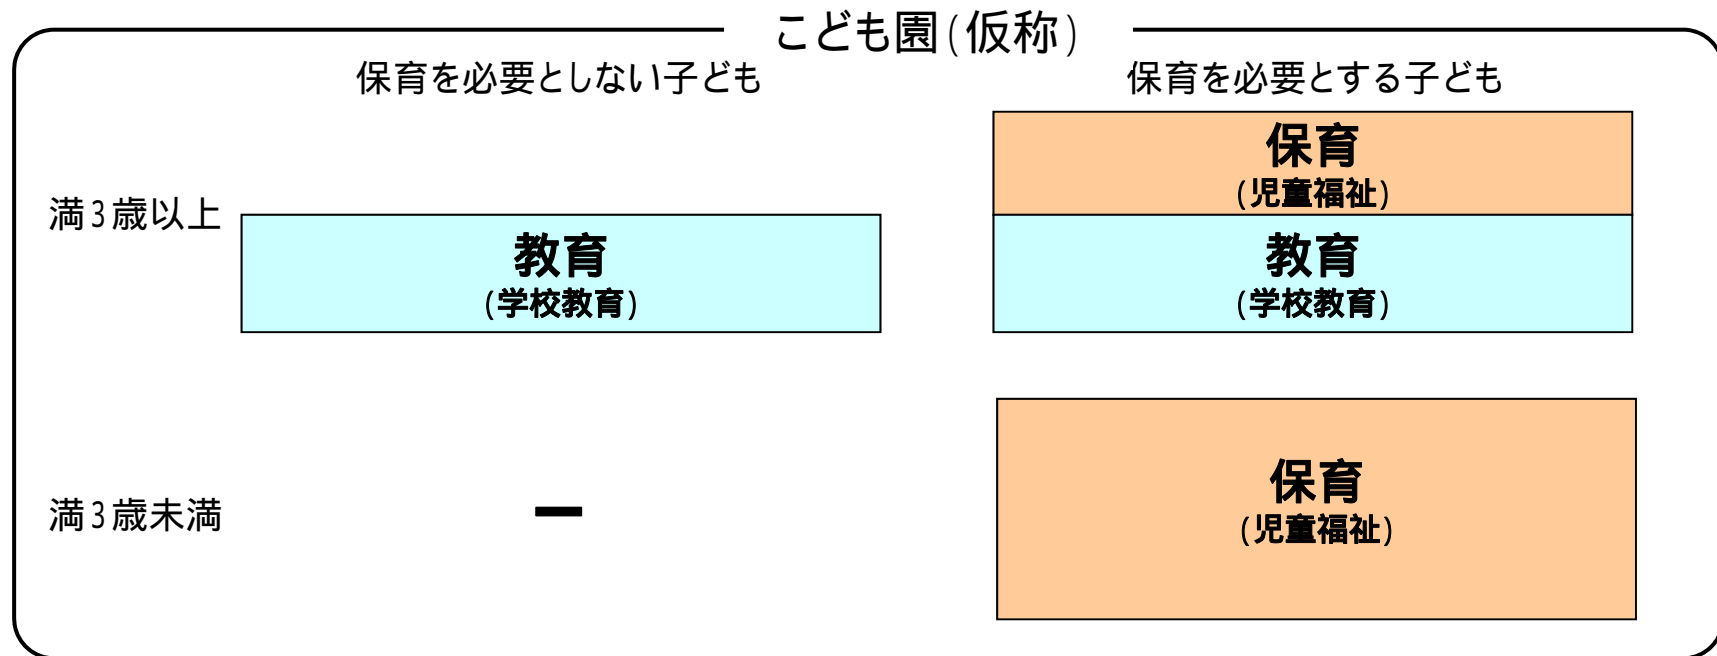 こども園(仮称)
保育を必要としない子ども
保育を必要とする子ども
満3歳以上
保育
(児童福祉)
教育
(学校教育)
教育
(学校教育)
満3歳未満
ー
保育
(児童福祉)